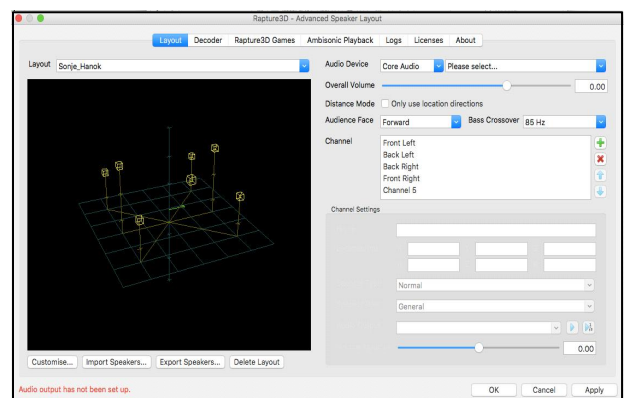 Rapture3D - Advanced Speaker Layout
Layout Decoder Rapture3D Games Ambisonic Playback Logs Licenses About
Layout Sonje_Hanok
Audio Device Core Audio Please select...
Overall Volume 0.00
Distance Mode Only use location directions
Audience Face Forward Bass Crossover 85 Hz
Channel
Front Left
Back Left
Back Right
Front Right
Channel 5
Channel Settings
Normal
General
0.00
Customise... Import Speakers... Export Speakers... Delete Layout
Audio output has not been set up.
OK Cancel Apply